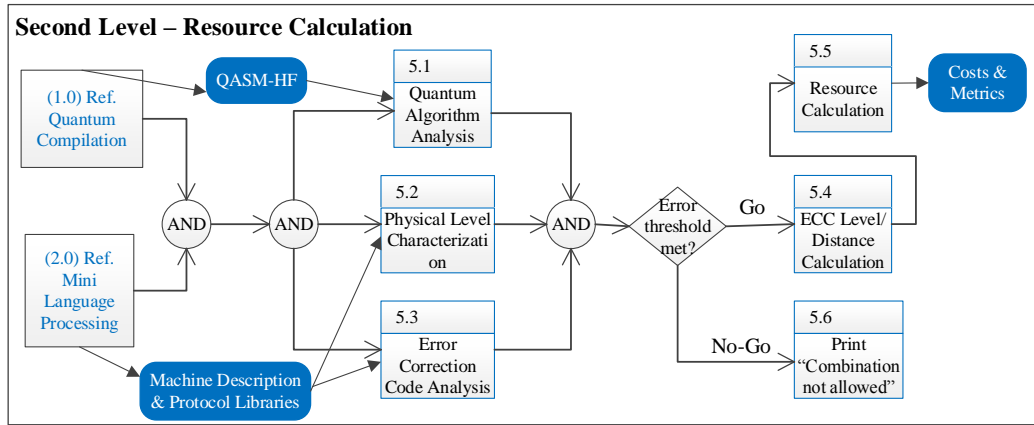 Second Level – Resource Calculation
(1.0) Ref.
Quantum
Compilation
QASM-HF
5.1
Quantum
Algorithm
Analysis
5.5
Resource
Calculation
Costs &
Metrics
AND
AND
5.2
Physical Level
Characterizati
on
AND
Error
threshold
met?
Go
5.4
ECC Level/
Distance
Calculation
(2.0) Ref.
Mini
Language
Processing
Machine Description
& Protocol Libraries
5.3
Error
Correction
Code Analysis
No-Go
5.6
Print
“Combination
not allowed”